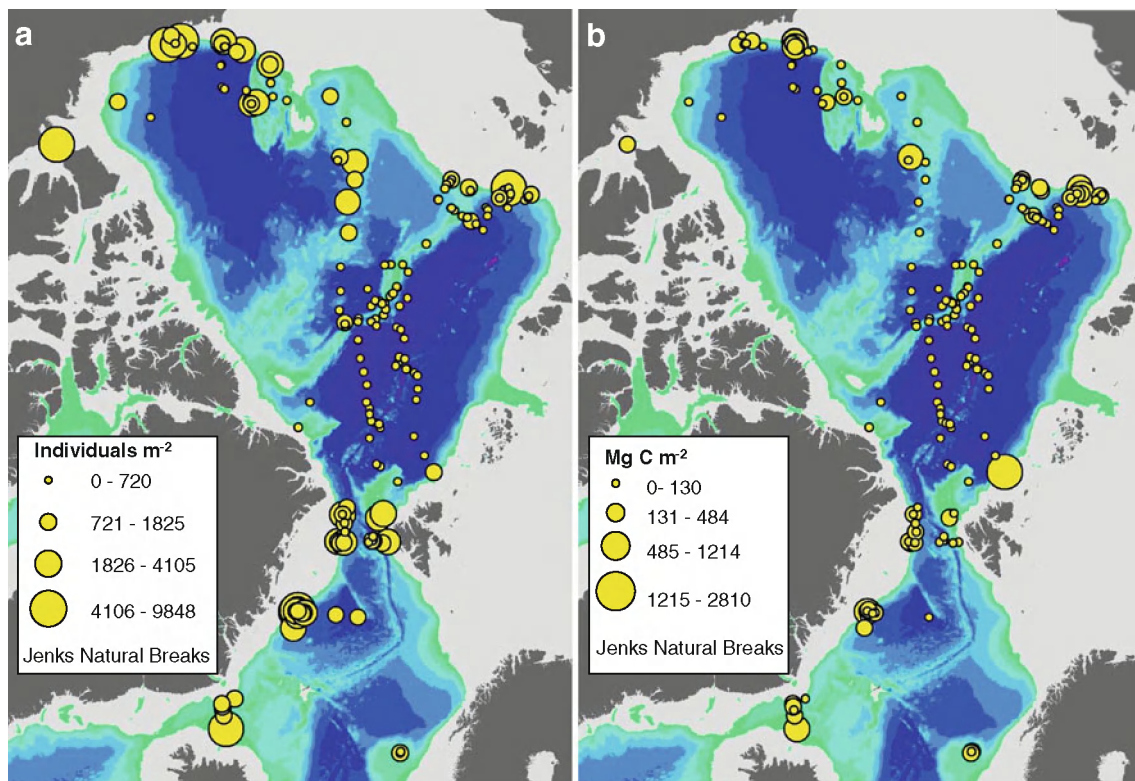 a
Individuals m⁻²
0 - 720
721 - 1825
1826 - 4105
4106 - 9848
Jenks Natural Breaks
b
Mg C m⁻²
0- 130
131 - 484
485 - 1214
1215 - 2810
Jenks Natural Breaks